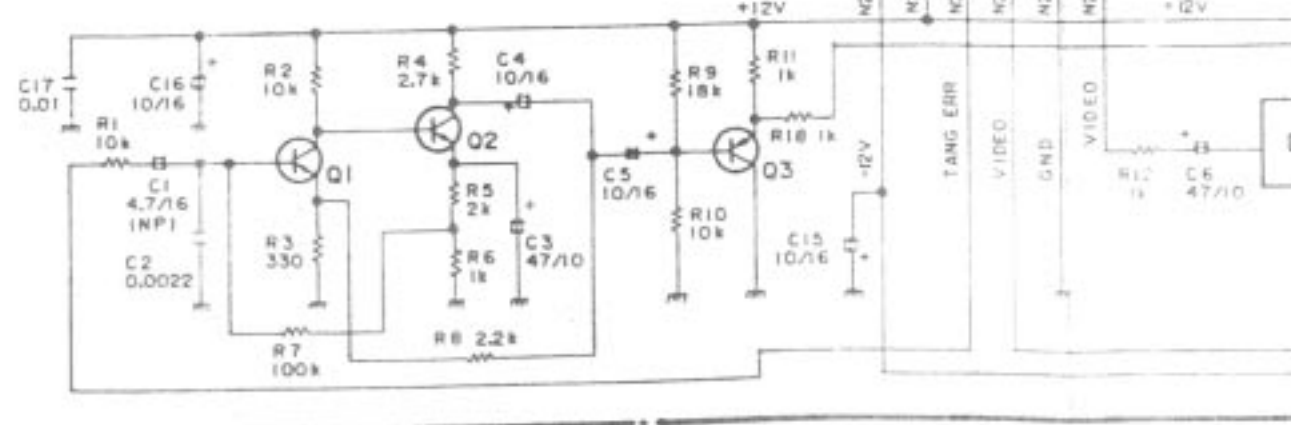 +12V
+12V
C17
0.01
C16
10/16
+
R2
10k
R4
2.7k
C4
10/16
+
R9
18k
R11
1k
R1
10k
C1
4.7/16
(NP)
C2
0.0022
Q1
R3
330
Q2
R5
2k
R6
1k
+
C3
47/10
R7
100k
R8 2.2k
+
C5
10/16
R10
10k
Q3
R18 1k
-12V
C15
10/16
+
TANG ERR
VIDEO
GND
VIDEO
R12
1k
+
C6
47/10